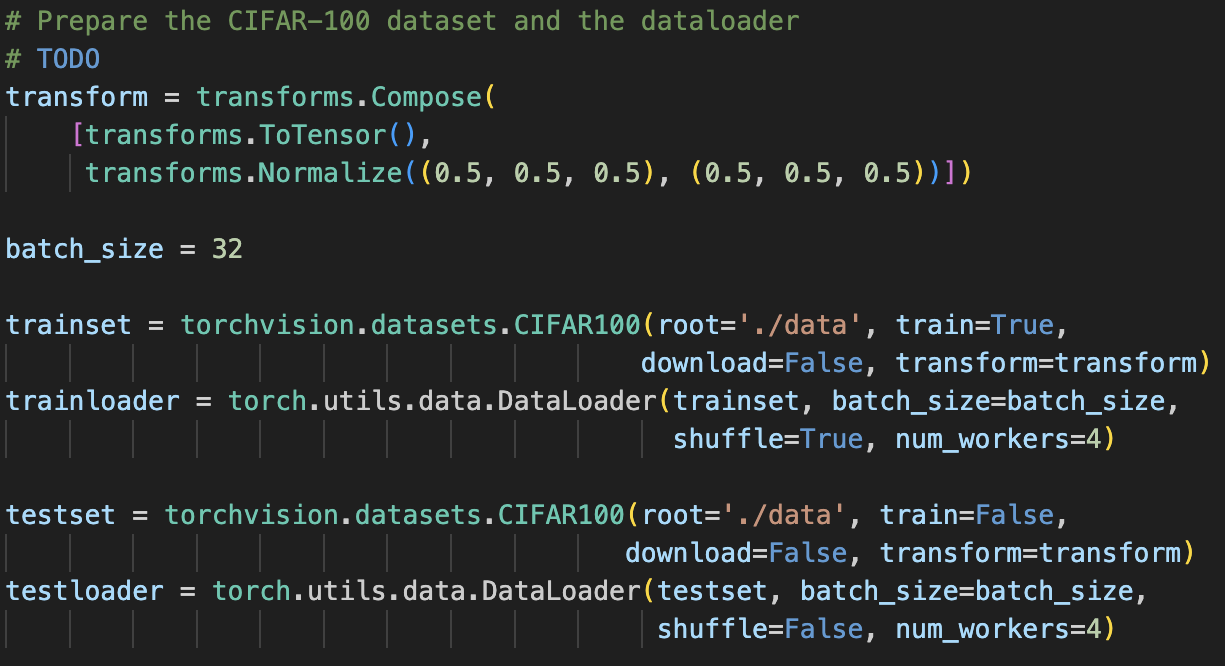 # Prepare the CIFAR-100 dataset and the dataloader
# TODO
transform = transforms.Compose(
    [transforms.ToTensor(),
     transforms.Normalize((0.5, 0.5, 0.5), (0.5, 0.5, 0.5))])

batch_size = 32

trainset = torchvision.datasets.CIFAR100(root='./data', train=True,
                                        download=False, transform=transform)
trainloader = torch.utils.data.DataLoader(trainset, batch_size=batch_size,
                                          shuffle=True, num_workers=4)

testset = torchvision.datasets.CIFAR100(root='./data', train=False,
                                       download=False, transform=transform)
testloader = torch.utils.data.DataLoader(testset, batch_size=batch_size,
                                         shuffle=False, num_workers=4)